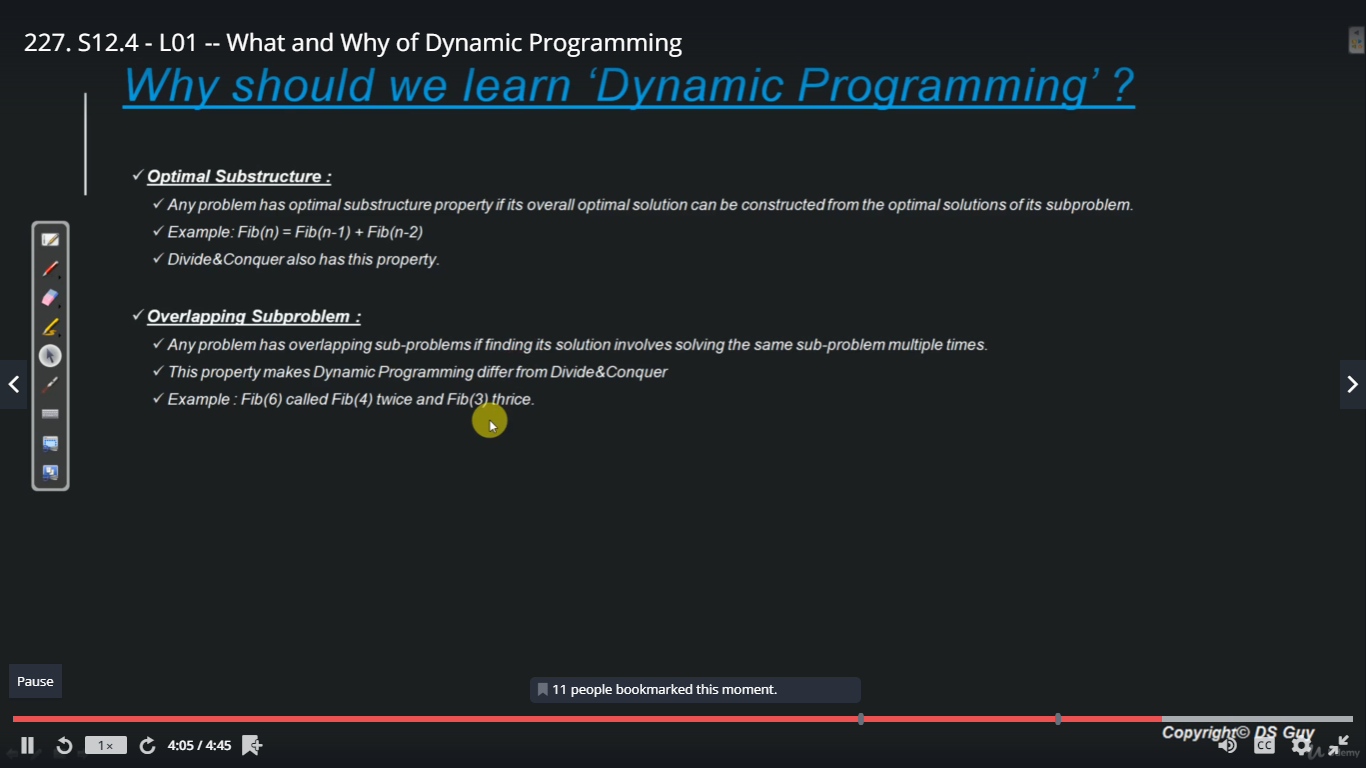 227. S12.4 - L01 -- What and Why of Dynamic Programming
Why should we learn ‘Dynamic Programming’ ?
✓ Optimal Substructure :
✓ Any problem has optimal substructure property if its overall optimal solution can be constructed from the optimal solutions of its subproblem.
✓ Example: Fib(n) = Fib(n-1) + Fib(n-2)
✓ Divide&Conquer also has this property.
✓ Overlapping Subproblem :
✓ Any problem has overlapping sub-problems if finding its solution involves solving the same sub-problem multiple times.
✓ This property makes Dynamic Programming differ from Divide&Conquer
✓ Example : Fib(6) called Fib(4) twice and Fib(3) thrice.
Pause
11 people bookmarked this moment.
Copyright© DS Guy
1×
4:05 / 4:45
CC
Udemy